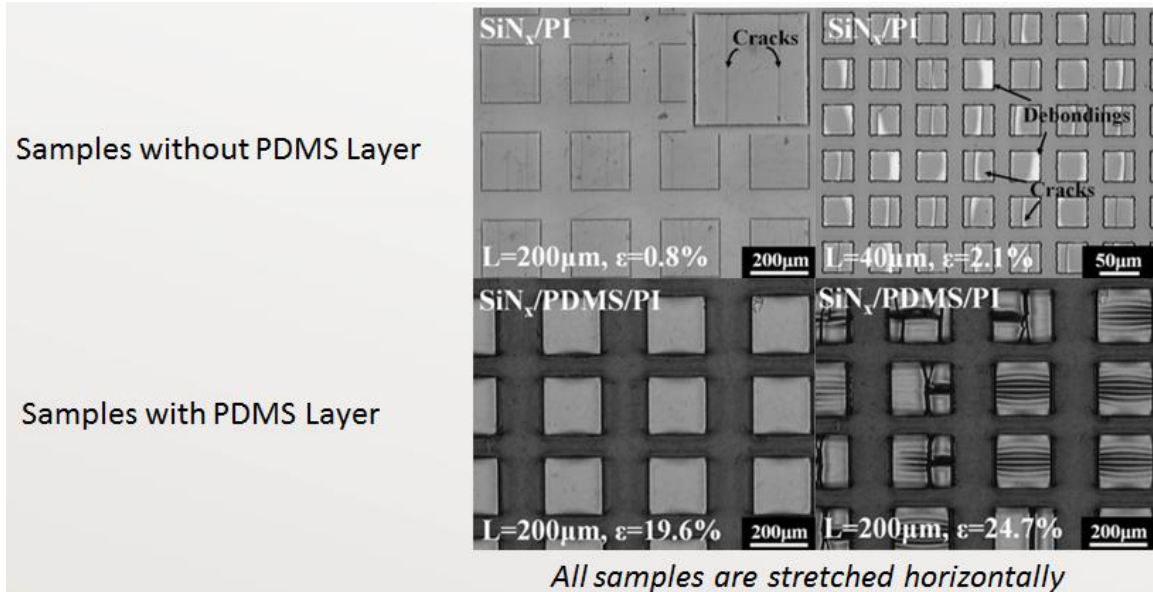 Samples without PDMS Layer
SiNₓ/PI
Cracks
L=200µm, ε=0.8%
200µm
SiNₓ/PI
Debondings
Cracks
L=40µm, ε=2.1%
50µm
Samples with PDMS Layer
SiNₓ/PDMS/PI
L=200µm, ε=19.6%
200µm
SiNₓ/PDMS/PI
L=200µm, ε=24.7%
200µm
All samples are stretched horizontally